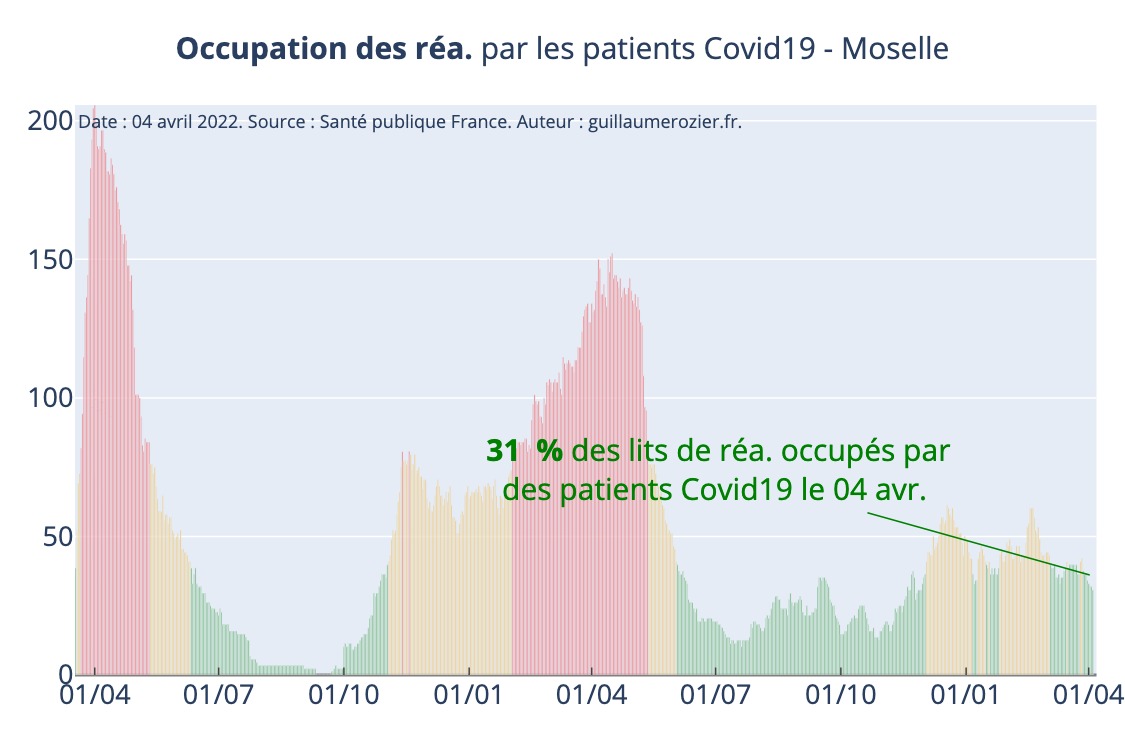 Occupation des réa. par les patients Covid19 - Moselle
200
Date : 04 avril 2022. Source : Santé publique France. Auteur : guillaumerozier.fr.
150
100
31 % des lits de réa. occupés par
des patients Covid19 le 04 avr.
50
0
01/04 01/07 01/10 01/01 01/04 01/07 01/10 01/01 01/04